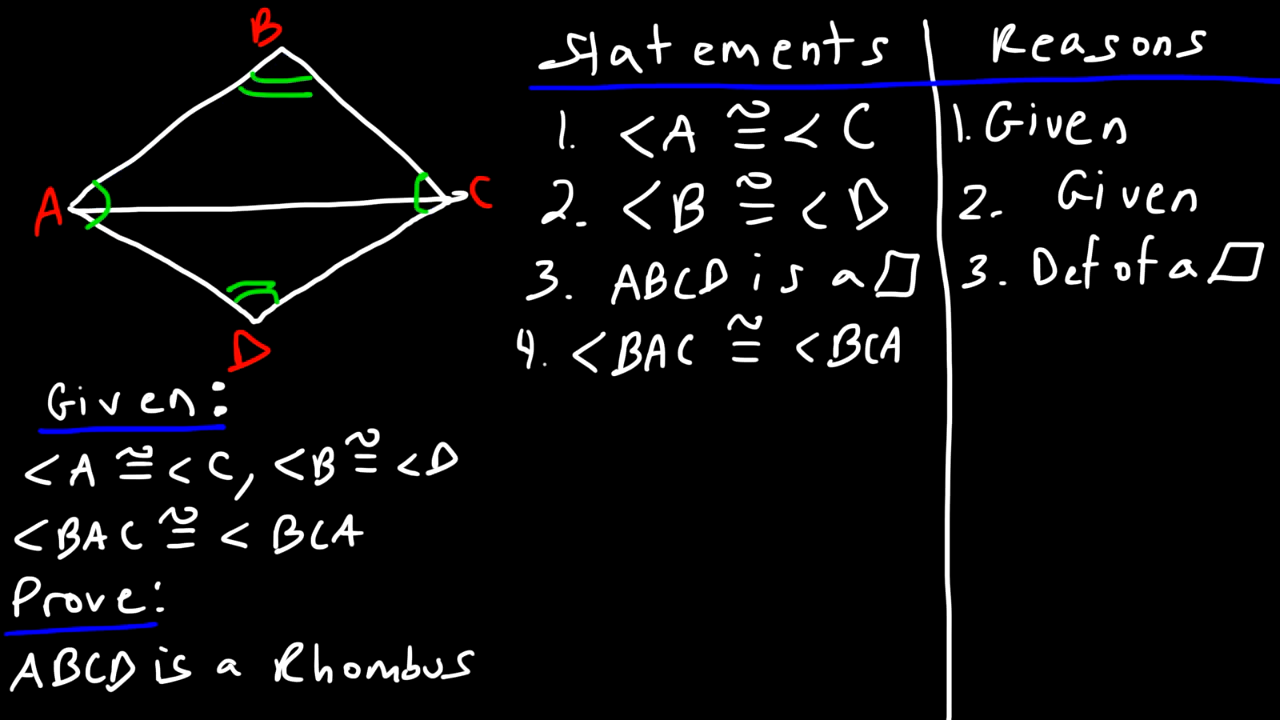 B
A
C
D
Given:
<A ≅ <C, <B ≅ <D
<BAC ≅ < BCA
Prove:
ABCD is a Rhombus
Statements Reasons
1. <A ≅ < C 1. Given
2. <B ≅ <D 2. Given
3. ABCD is a ▱ 3. Def of a ▱
4. <BAC ≅ <BCA